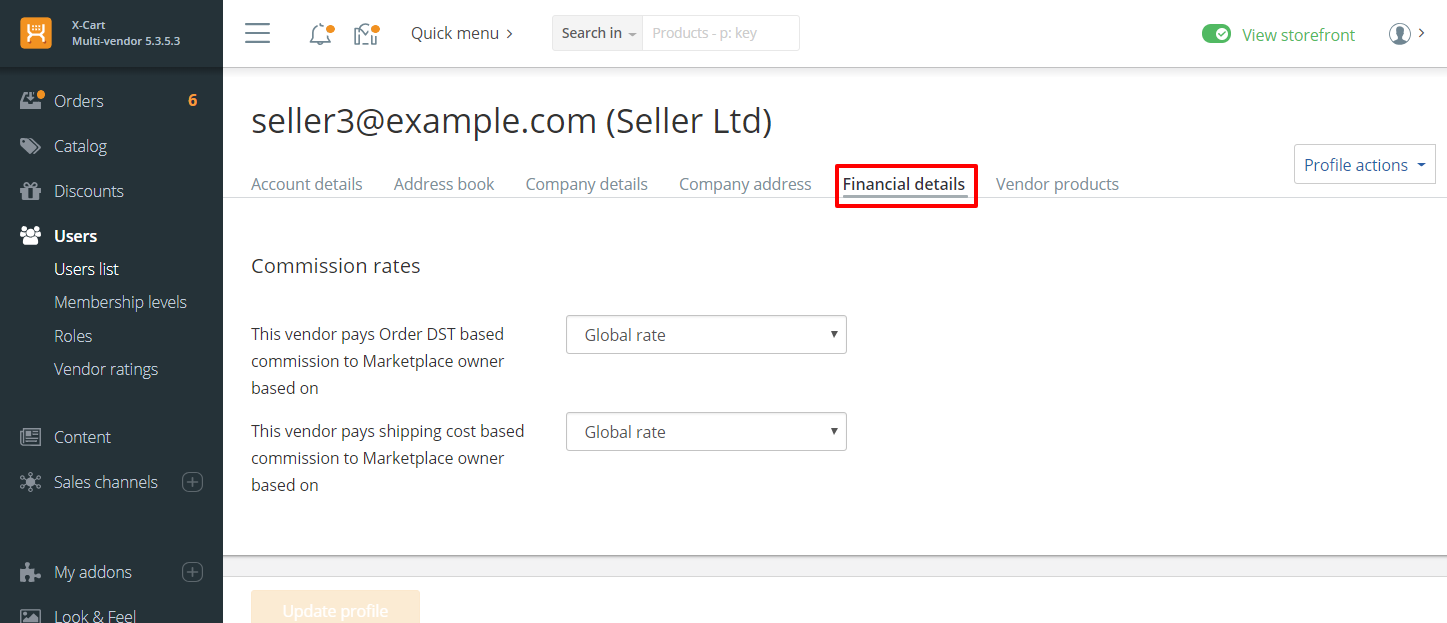 X-Cart
Multi-vendor 5.3.5.3
Quick menu
Search in
Products - p: key
View storefront
Orders 6
Catalog
Discounts
Users
Users list
Membership levels
Roles
Vendor ratings
Content
Sales channels
My addons
Look & Feel
seller3@example.com (Seller Ltd)
Profile actions
Account details
Address book
Company details
Company address
Financial details
Vendor products
Commission rates
This vendor pays Order DST based
commission to Marketplace owner
based on
Global rate
This vendor pays shipping cost based
commission to Marketplace owner
based on
Global rate
Update profile